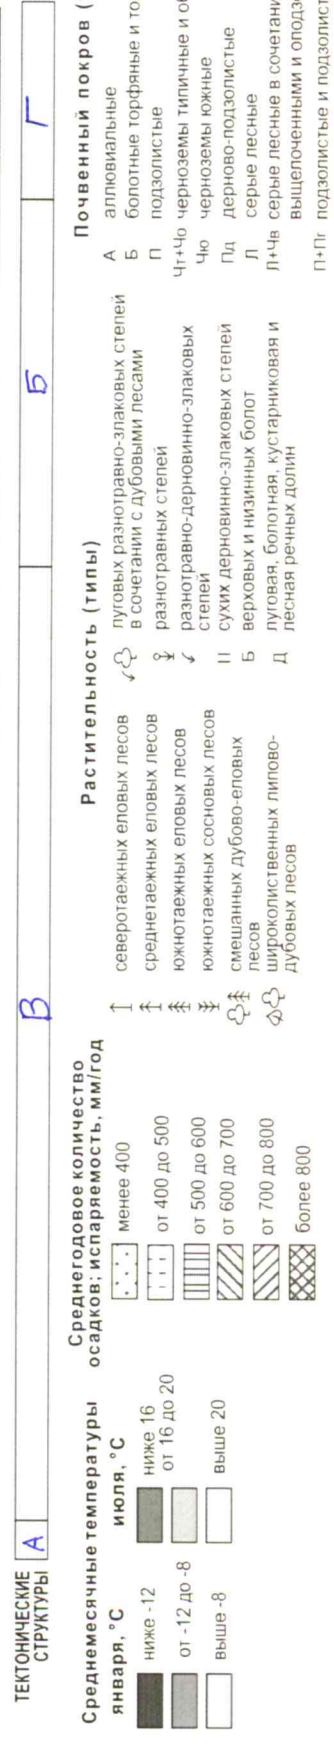 ТЕКТОНИЧЕСКИЕ
СТРУКТУРЫ
А
В
Б
Г
Среднемесячные температуры
января, °C
июля, °C
ниже -12
от -12 до -8
выше -8
ниже 16
от 16 до 20
выше 20
Среднегодовое количество
осадков; испаряемость, мм/год
менее 400
от 400 до 500
от 500 до 600
от 600 до 700
от 700 до 800
более 800
Растительность (типы)
северотаежных еловых лесов
среднетаежных еловых лесов
южнотаежных еловых лесов
южнотаежных сосновых лесов
смешанных дубово-еловых
лесов
широколиственных липово-
дубовых лесов
луговых разнотравно-злаковых степей
в сочетании с дубовыми лесами
разнотравных степей
разнотравно-дерновинно-злаковых
степей
сухих дерновинно-злаковых степей
Б верховых и низинных болот
Д луговая, болотная, кустарниковая и
лесная речных долин
Почвенный покров (
А аллювиальные
Б болотные торфяные и то
П подзолистые
Чт+Чо черноземы типичные и о
Чю черноземы южные
Пд дерново-подзолистые
Л серые лесные
Л+Чв серые лесные в сочетани
выщелоченными и оподзо
П+Пг подзолистые и подзолист